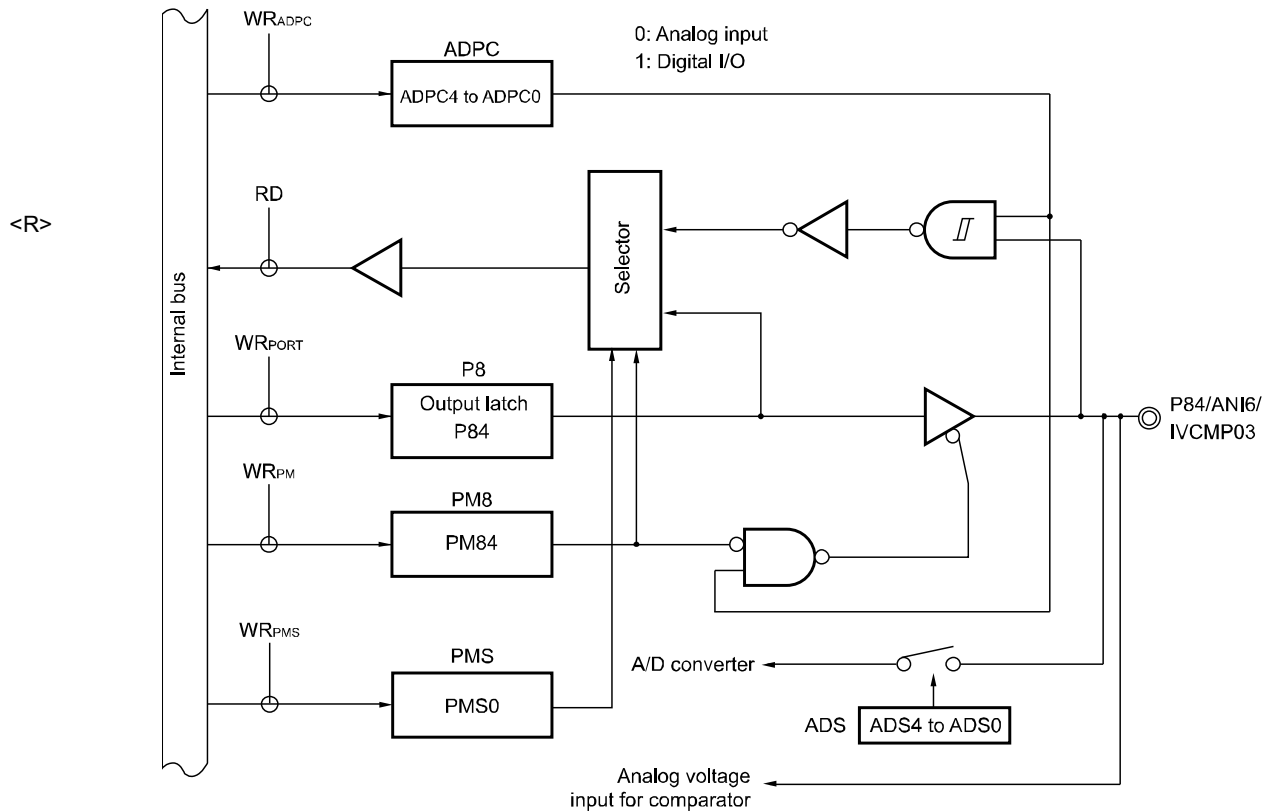 WRADPC
ADPC
0: Analog input
1: Digital I/O
ADPC4 to ADPC0
<R>
RD
Selector
Internal bus
WRPORT
P8
Output latch
P84
P84/ANI6/
IVCMP03
WRPM
PM8
PM84
WRPMS
PMS
PMS0
A/D converter
ADS
ADS4 to ADS0
Analog voltage
input for comparator